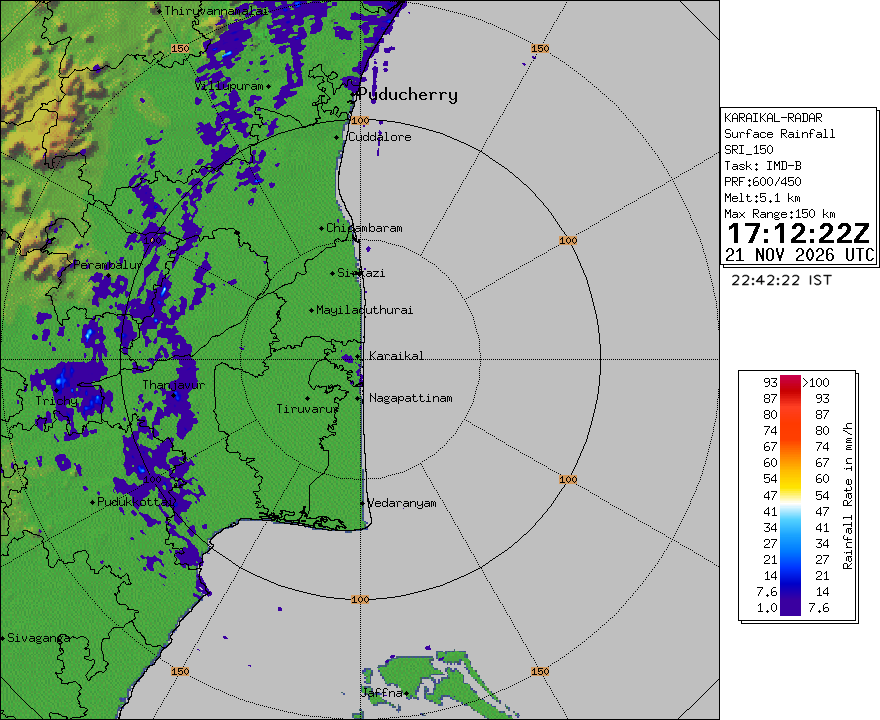 Thiruvannamalai
150
150
Villupuram
Puducherry
100
Cuddalore
Chidambaram
100
Parambalur
Sirkazi
Mayiladuthurai
Karaikal
Thanjavur
Trichy
Nagapattinam
Tiruvarur
100
100
Pudukkottai
Vedaranyam
100
Sivaganga
150
150
Jaffna
KARAIKAL-RADAR
Surface Rainfall
SRI_150
Task: IMD-B
PRF:600/450
Melt:5.1 km
Max Range:150 km
17:12:22Z
21 NOV 2026 UTC
22:42:22 IST
93 >100
87 93
80 87
74 80
67 74
60 67
54 60
47 54
41 47
34 41
27 34
21 27
14 21
7.6 14
1.0 7.6
Rainfall Rate in mm/h